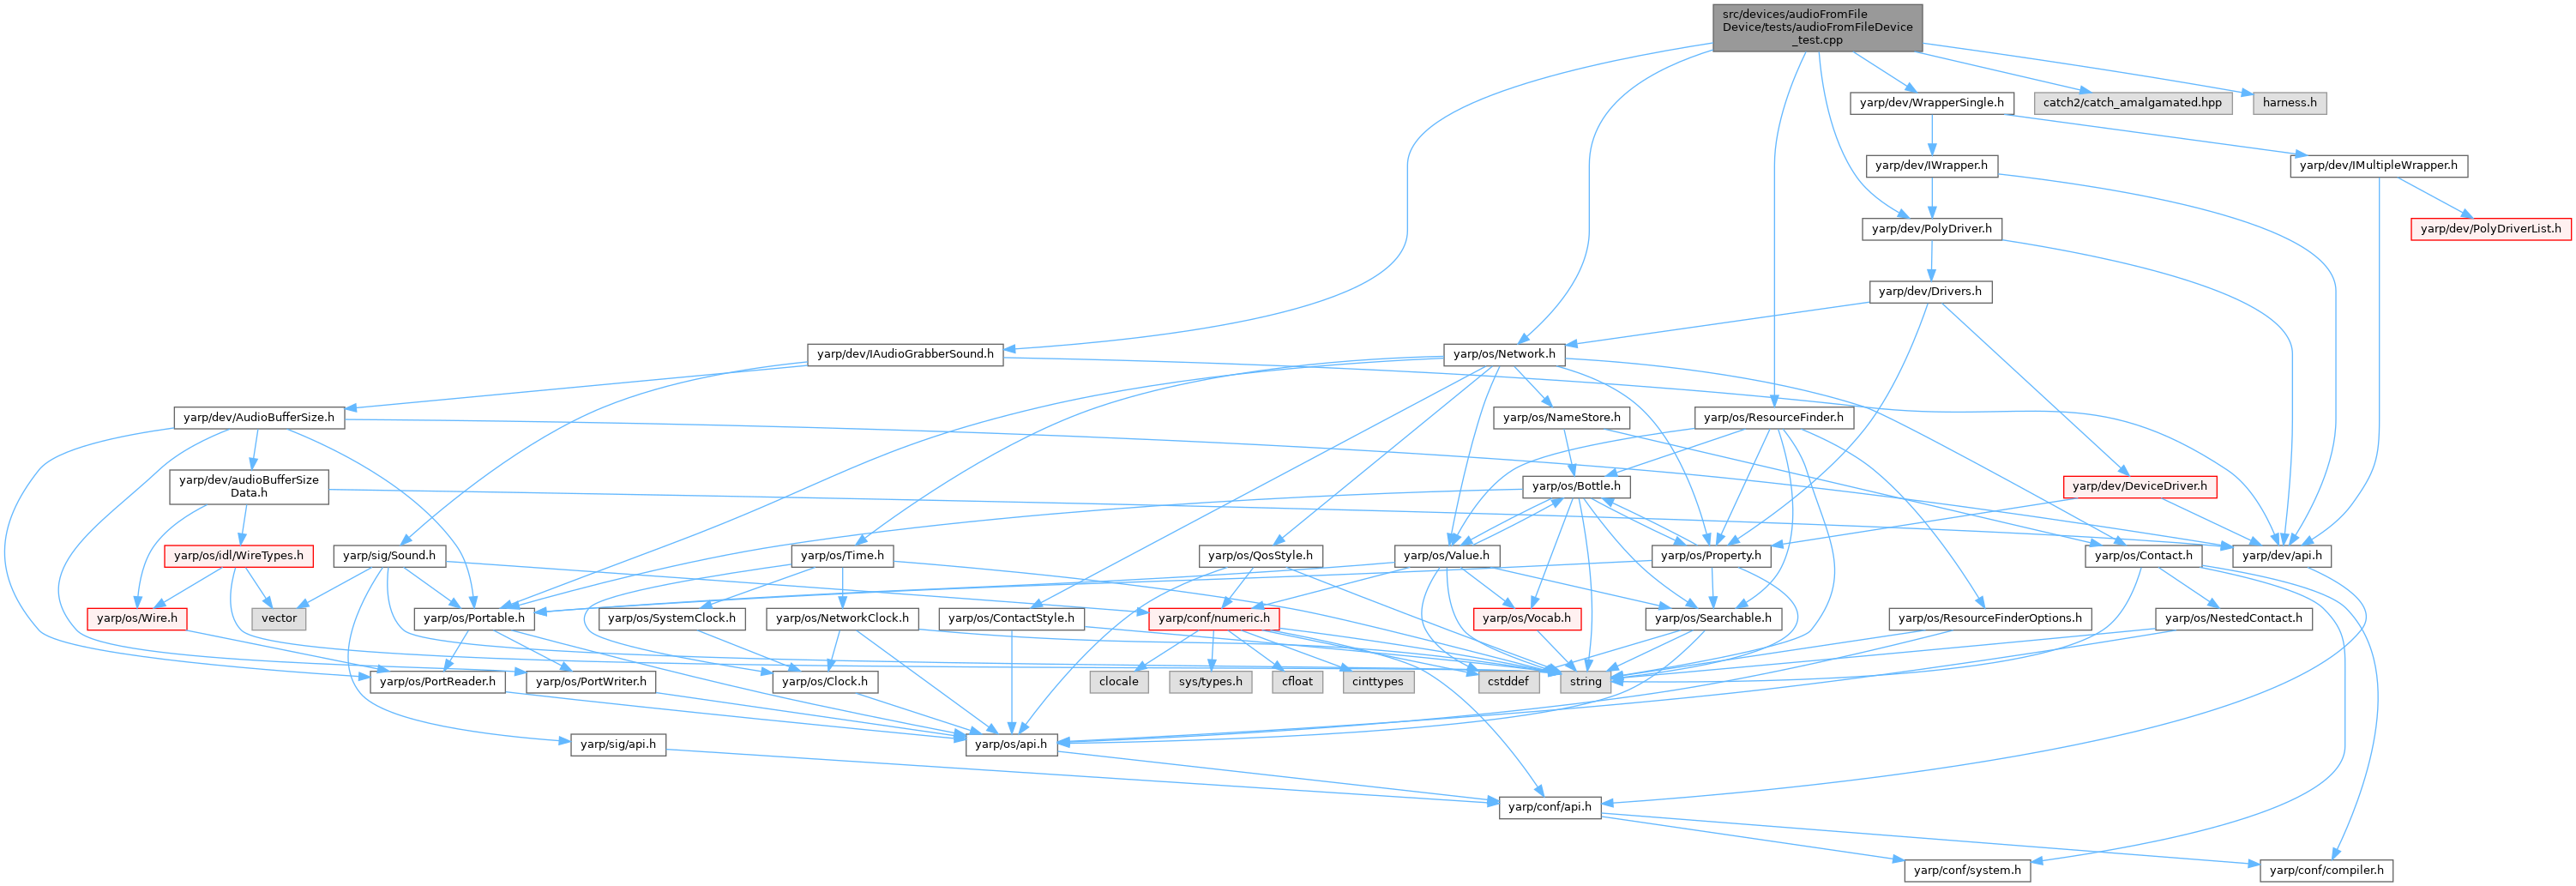 src/devices/audioFromFile
Device/tests/audioFromFileDevice
_test.cpp
yarp/dev/WrapperSingle.h
catch2/catch_amalgamated.hpp
harness.h
yarp/dev/IWrapper.h
yarp/dev/IMultipleWrapper.h
yarp/dev/PolyDriver.h
yarp/dev/PolyDriverList.h
yarp/dev/Drivers.h
yarp/dev/IAudioGrabberSound.h
yarp/os/Network.h
yarp/dev/AudioBufferSize.h
yarp/os/NameStore.h
yarp/os/ResourceFinder.h
yarp/dev/audioBufferSize
Data.h
yarp/os/Bottle.h
yarp/dev/DeviceDriver.h
yarp/os/idl/WireTypes.h
yarp/sig/Sound.h
yarp/os/Time.h
yarp/os/QosStyle.h
yarp/os/Value.h
yarp/os/Property.h
yarp/os/Contact.h
yarp/dev/api.h
yarp/os/Wire.h
vector
yarp/os/Portable.h
yarp/os/SystemClock.h
yarp/os/NetworkClock.h
yarp/os/ContactStyle.h
yarp/conf/numeric.h
yarp/os/Vocab.h
yarp/os/Searchable.h
yarp/os/ResourceFinderOptions.h
yarp/os/NestedContact.h
yarp/os/PortReader.h
yarp/os/PortWriter.h
yarp/os/Clock.h
clocale
sys/types.h
cfloat
cinttypes
cstddef
string
yarp/sig/api.h
yarp/os/api.h
yarp/conf/api.h
yarp/conf/system.h
yarp/conf/compiler.h